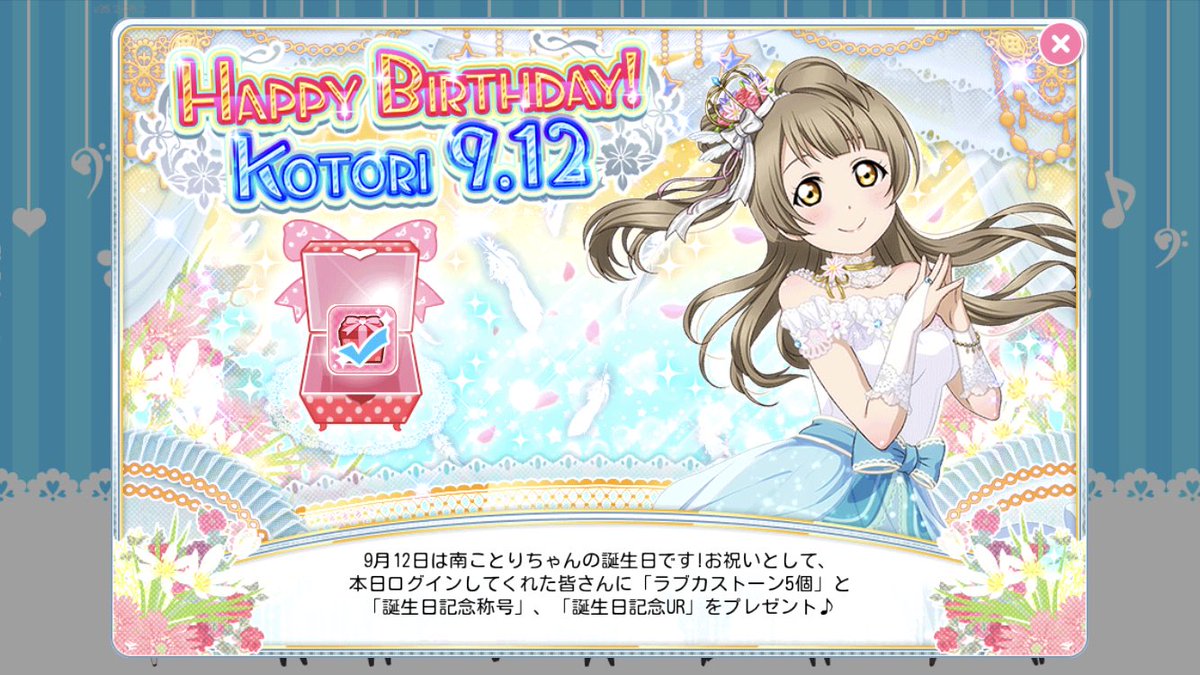 HAPPY BIRTHDAY!
KOTORI 9.12
9月12日は南ことりちゃんの誕生日です!お祝いとして、
本日ログインしてくれた皆さんに「ラブカストーン5個」と
「誕生日記念称号」、「誕生日記念UR」をプレゼント♪